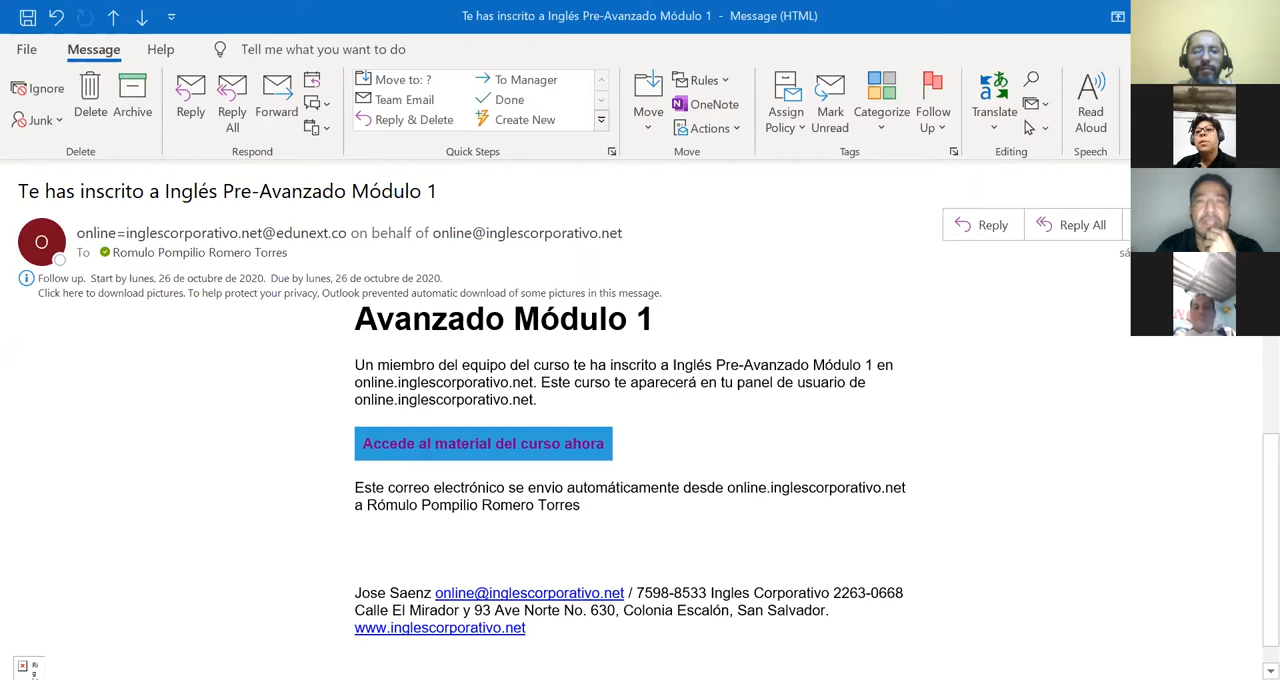 Te has inscrito a Inglés Pre-Avanzado Módulo 1 - Message (HTML)
File Message Help Tell me what you want to do
Ignore
Junk
Delete
Archive
Delete
Reply
Reply All
Forward
Respond
Move to: ?
Team Email
Reply & Delete
To Manager
Done
Create New
Quick Steps
Move
Rules
OneNote
Actions
Move
Assign Policy
Mark Unread
Categorize
Follow Up
Tags
Translate
Editing
Read Aloud
Speech
Te has inscrito a Inglés Pre-Avanzado Módulo 1
O
online=inglescorporativo.net@edunext.co on behalf of online@inglescorporativo.net
To Romulo Pompilio Romero Torres
Reply
Reply All
sá
Follow up. Start by lunes, 26 de octubre de 2020. Due by lunes, 26 de octubre de 2020.
Click here to download pictures. To help protect your privacy, Outlook prevented automatic download of some pictures in this message.
Avanzado Módulo 1
Un miembro del equipo del curso te ha inscrito a Inglés Pre-Avanzado Módulo 1 en
online.inglescorporativo.net. Este curso te aparecerá en tu panel de usuario de
online.inglescorporativo.net.
Accede al material del curso ahora
Este correo electrónico se envio automáticamente desde online.inglescorporativo.net
a Rómulo Pompilio Romero Torres
Jose Saenz online@inglescorporativo.net / 7598-8533 Ingles Corporativo 2263-0668
Calle El Mirador y 93 Ave Norte No. 630, Colonia Escalón, San Salvador.
www.inglescorporativo.net